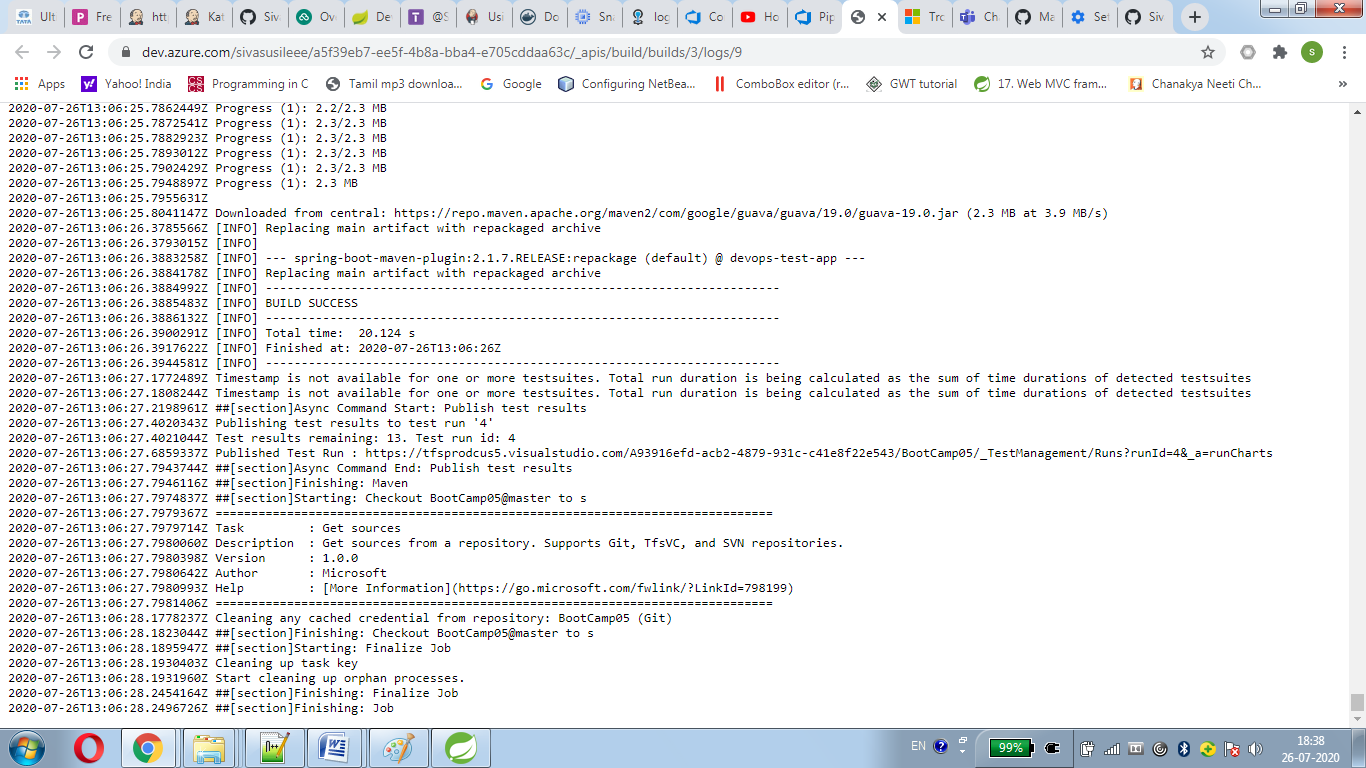 Ult
Fre
htt
Kat
Siva
Ov
De
@S
Usi
Do
Sna
log
Co
Ho
Pip
Tro
Ch
Ma
Set
Siv
dev.azure.com/sivasusileee/a5f39eb7-ee5f-4b8a-bba4-e705cddaa63c/_apis/build/builds/3/logs/9
s
Apps
Yahoo! India
Programming in C
Tamil mp3 downloa...
Google
Configuring NetBea...
ComboBox editor (r...
GWT tutorial
17. Web MVC fram...
Chanakya Neeti Ch...
»
2020-07-26T13:06:25.7862449Z Progress (1): 2.2/2.3 MB
2020-07-26T13:06:25.7872541Z Progress (1): 2.3/2.3 MB
2020-07-26T13:06:25.7882923Z Progress (1): 2.3/2.3 MB
2020-07-26T13:06:25.7893012Z Progress (1): 2.3/2.3 MB
2020-07-26T13:06:25.7902429Z Progress (1): 2.3/2.3 MB
2020-07-26T13:06:25.7948897Z Progress (1): 2.3 MB
2020-07-26T13:06:25.7955631Z
2020-07-26T13:06:25.8041147Z Downloaded from central: https://repo.maven.apache.org/maven2/com/google/guava/guava/19.0/guava-19.0.jar (2.3 MB at 3.9 MB/s)
2020-07-26T13:06:26.3785566Z [INFO] Replacing main artifact with repackaged archive
2020-07-26T13:06:26.3793015Z [INFO]
2020-07-26T13:06:26.3883258Z [INFO] --- spring-boot-maven-plugin:2.1.7.RELEASE:repackage (default) @ devops-test-app ---
2020-07-26T13:06:26.3884178Z [INFO] Replacing main artifact with repackaged archive
2020-07-26T13:06:26.3884992Z [INFO] ------------------------------------------------------------------------
2020-07-26T13:06:26.3885483Z [INFO] BUILD SUCCESS
2020-07-26T13:06:26.3886132Z [INFO] ------------------------------------------------------------------------
2020-07-26T13:06:26.3900291Z [INFO] Total time:  20.124 s
2020-07-26T13:06:26.3917622Z [INFO] Finished at: 2020-07-26T13:06:26Z
2020-07-26T13:06:26.3944581Z [INFO] ------------------------------------------------------------------------
2020-07-26T13:06:27.1772489Z Timestamp is not available for one or more testsuites. Total run duration is being calculated as the sum of time durations of detected testsuites
2020-07-26T13:06:27.1808244Z Timestamp is not available for one or more testsuites. Total run duration is being calculated as the sum of time durations of detected testsuites
2020-07-26T13:06:27.2198961Z ##[section]Async Command Start: Publish test results
2020-07-26T13:06:27.4020343Z Publishing test results to test run '4'
2020-07-26T13:06:27.4021044Z Test results remaining: 13. Test run id: 4
2020-07-26T13:06:27.6859337Z Published Test Run : https://tfsprodcus5.visualstudio.com/A93916efd-acb2-4879-931c-c41e8f22e543/BootCamp05/_TestManagement/Runs?runId=4&_a=runCharts
2020-07-26T13:06:27.7943744Z ##[section]Async Command End: Publish test results
2020-07-26T13:06:27.7946116Z ##[section]Finishing: Maven
2020-07-26T13:06:27.7974837Z ##[section]Starting: Checkout BootCamp05@master to s
2020-07-26T13:06:27.7979367Z ==============================================================================
2020-07-26T13:06:27.7979714Z Task         : Get sources
2020-07-26T13:06:27.7980060Z Description  : Get sources from a repository. Supports Git, TfsVC, and SVN repositories.
2020-07-26T13:06:27.7980398Z Version      : 1.0.0
2020-07-26T13:06:27.7980642Z Author       : Microsoft
2020-07-26T13:06:27.7980993Z Help         : [More Information](https://go.microsoft.com/fwlink/?LinkId=798199)
2020-07-26T13:06:27.7981406Z ==============================================================================
2020-07-26T13:06:28.1778237Z Cleaning any cached credential from repository: BootCamp05 (Git)
2020-07-26T13:06:28.1823044Z ##[section]Finishing: Checkout BootCamp05@master to s
2020-07-26T13:06:28.1895947Z ##[section]Starting: Finalize Job
2020-07-26T13:06:28.1930403Z Cleaning up task key
2020-07-26T13:06:28.1931960Z Start cleaning up orphan processes.
2020-07-26T13:06:28.2454164Z ##[section]Finishing: Finalize Job
2020-07-26T13:06:28.2496726Z ##[section]Finishing: Job
EN
99%
18:38
26-07-2020